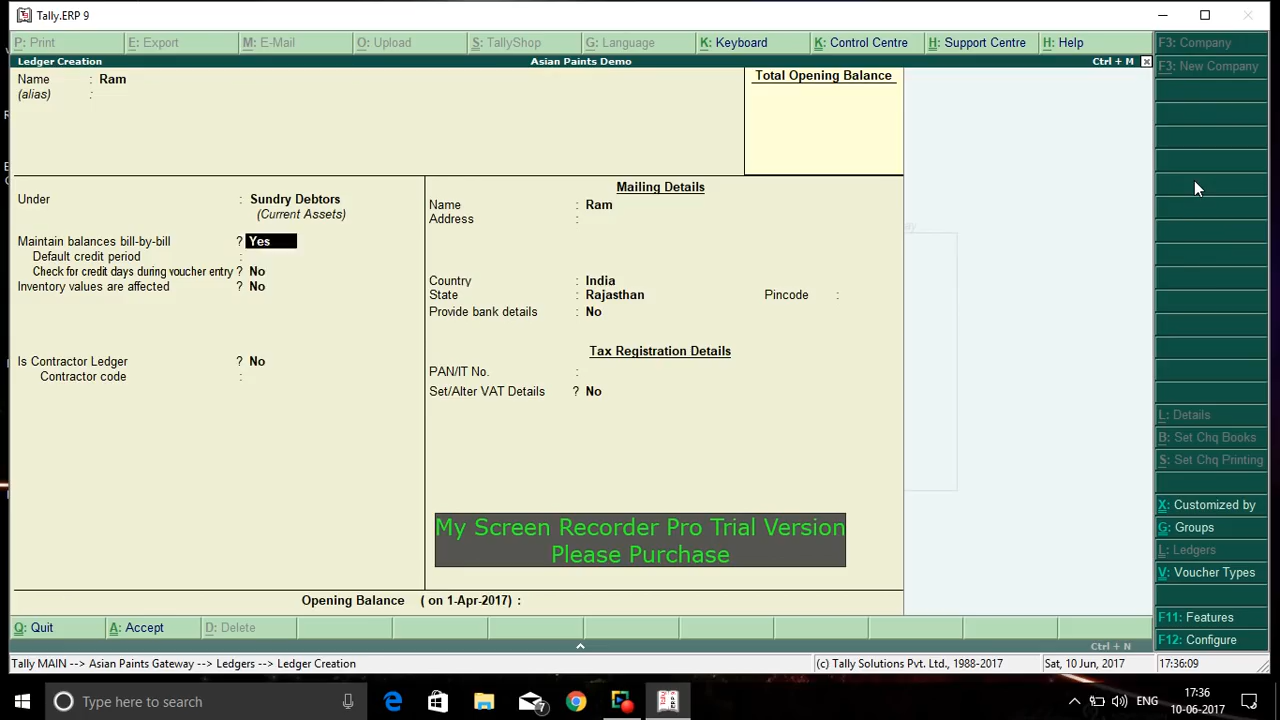 Tally.ERP 9
P: Print E: Export M: E-Mail O: Upload S: TallyShop G: Language K: Keyboard K: Control Centre H: Support Centre H: Help
F3: Company
F3: New Company
Ledger Creation Asian Paints Demo Ctrl + M
Name : Ram
(alias) :
Total Opening Balance
Under : Sundry Debtors
(Current Assets)
Maintain balances bill-by-bill ? Yes
Default credit period :
Check for credit days during voucher entry ? No
Inventory values are affected ? No
Is Contractor Ledger ? No
Contractor code :
Mailing Details
Name : Ram
Address :
Country : India
State : Rajasthan Pincode :
Provide bank details : No
Tax Registration Details
PAN/IT No. :
Set/Alter VAT Details ? No
My Screen Recorder Pro Trial Version
Please Purchase
Opening Balance ( on 1-Apr-2017) :
L: Details
B: Set Chq Books
S: Set Chq Printing
X: Customized by
G: Groups
L: Ledgers
V: Voucher Types
F11: Features
F12: Configure
Q: Quit A: Accept D: Delete
Ctrl + N
Tally MAIN --> Asian Paints Gateway --> Ledgers --> Ledger Creation (c) Tally Solutions Pvt. Ltd., 1988-2017 Sat, 10 Jun, 2017 17:36:09
Type here to search 7 ENG 17:36
10-06-2017